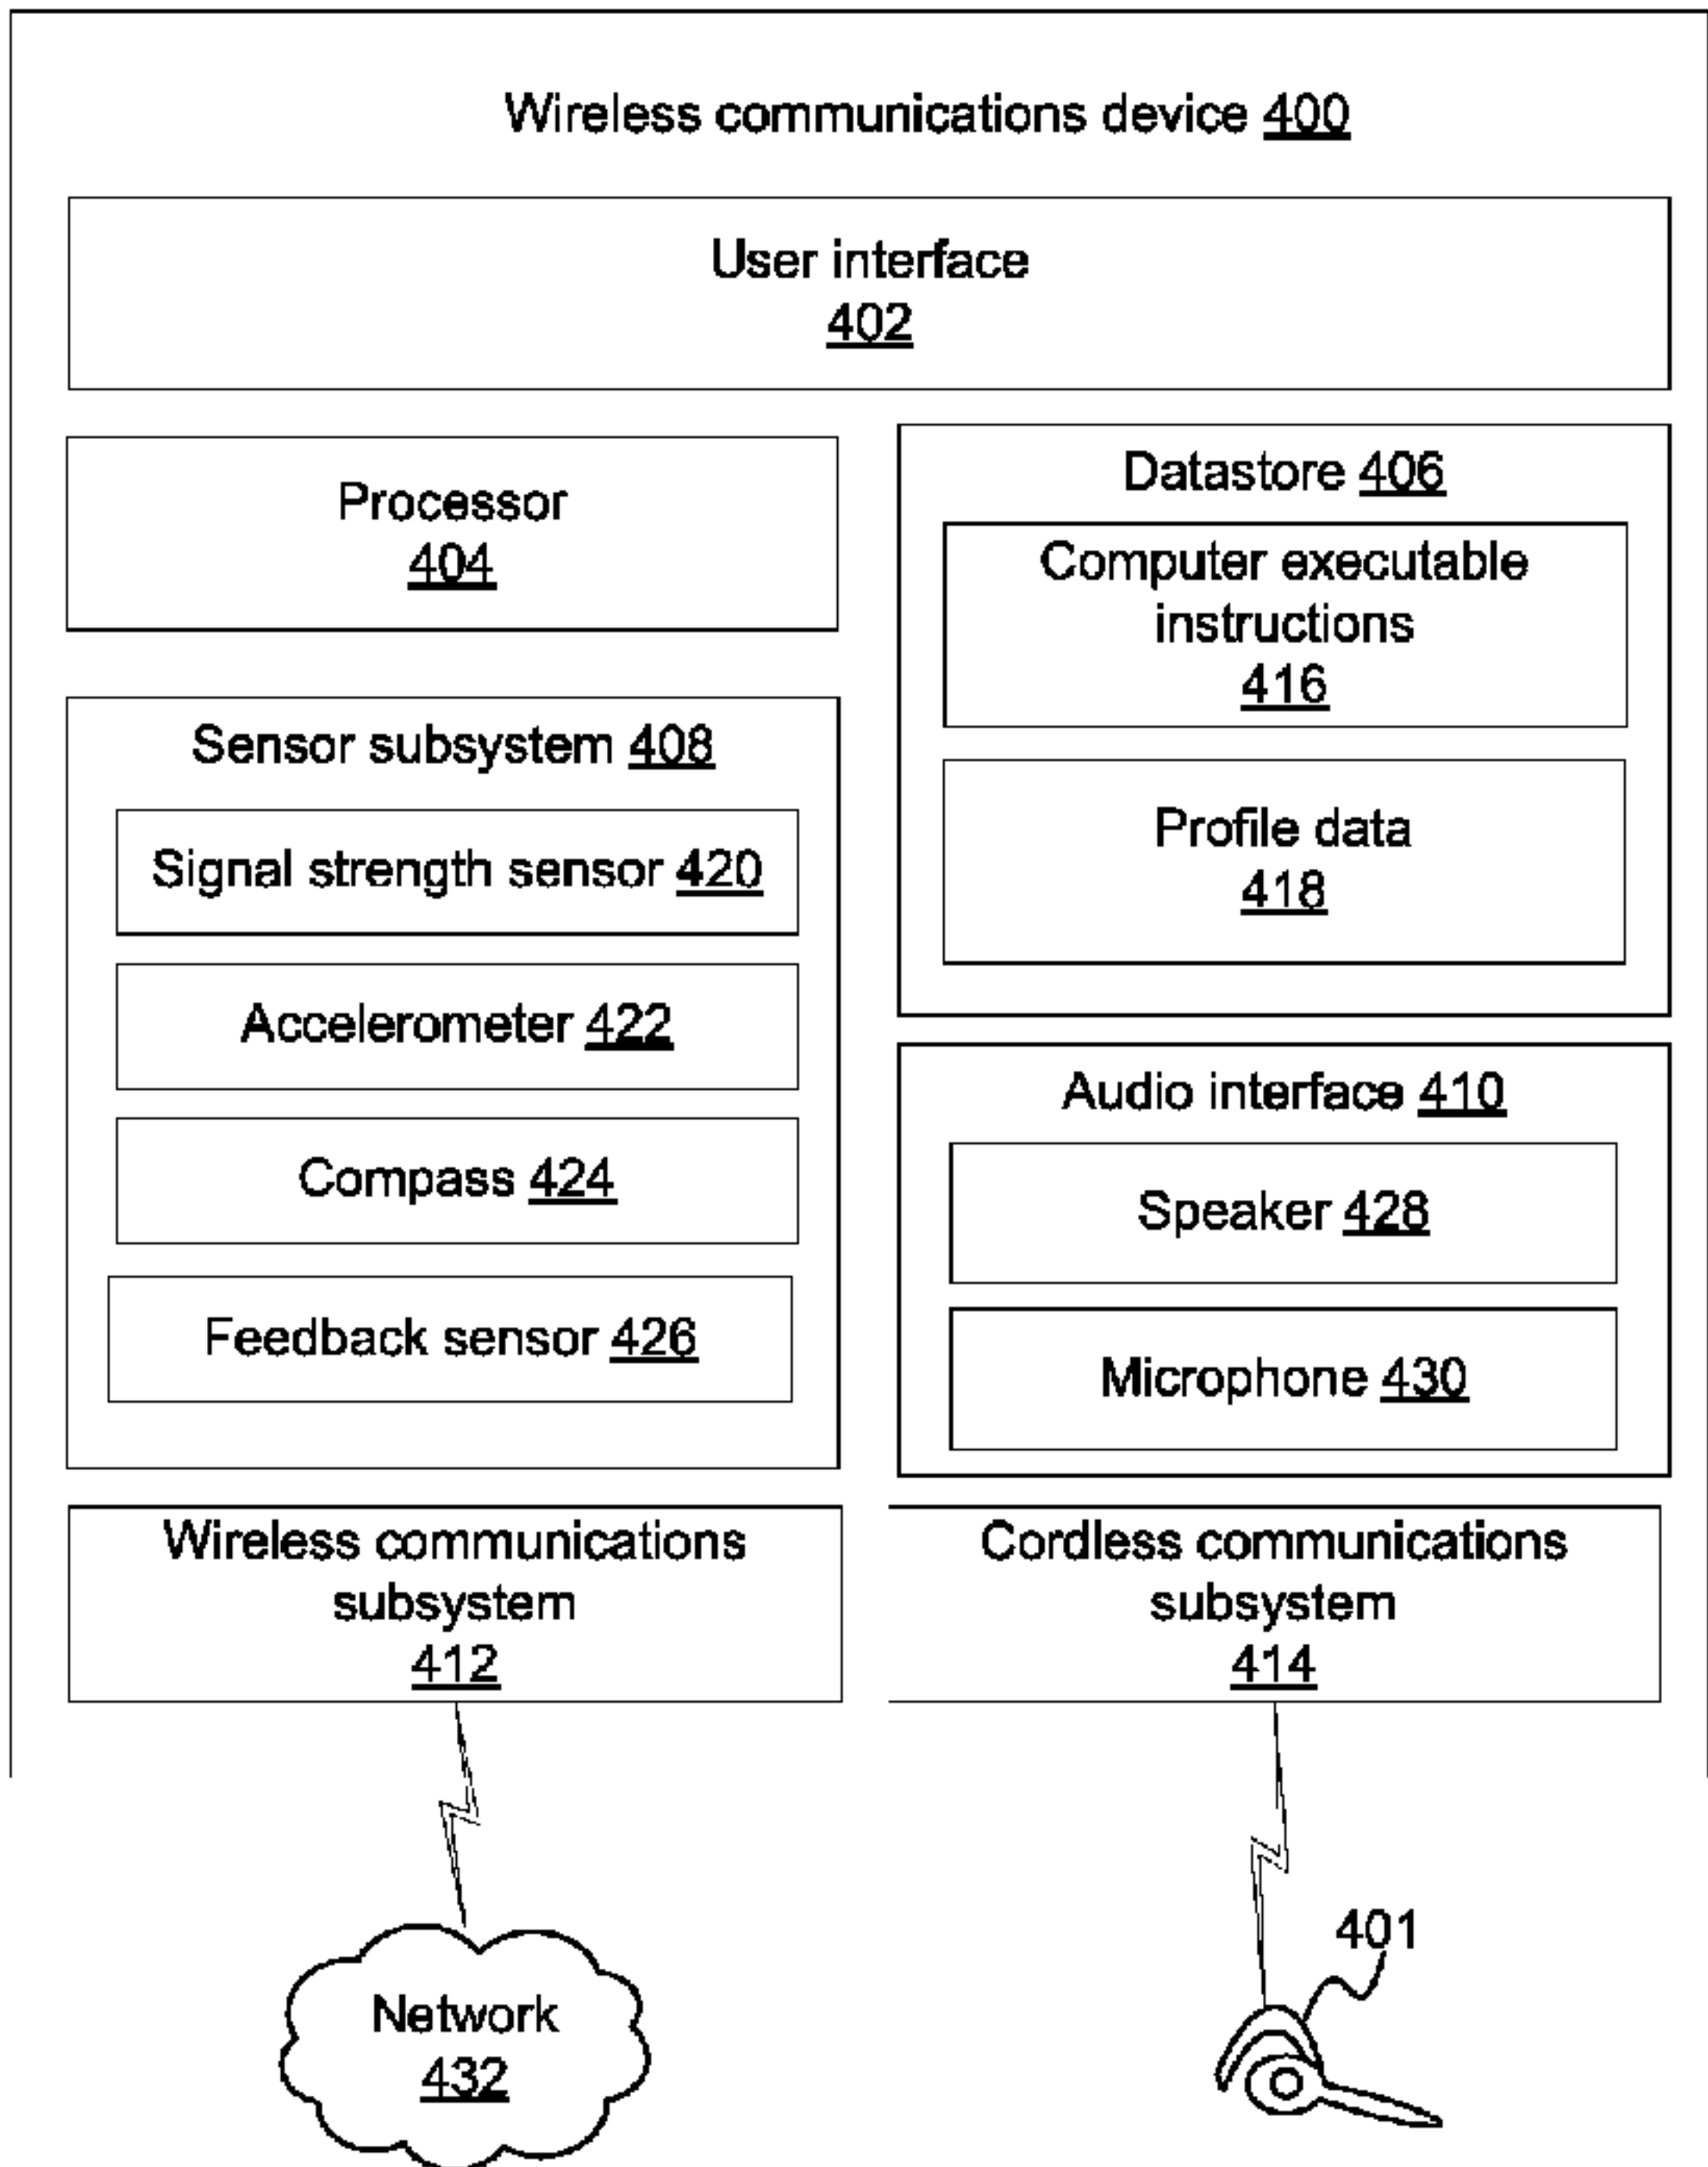 Wireless communications device 400
User interface
402
Processor
404
Datastore 406
Computer executable
instructions
416
Profile data
418
Sensor subsystem 408
Signal strength sensor 420
Accelerometer 422
Compass 424
Feedback sensor 426
Audio interface 410
Speaker 428
Microphone 430
Wireless communications
subsystem
412
Cordless communications
subsystem
414
Network
432
401